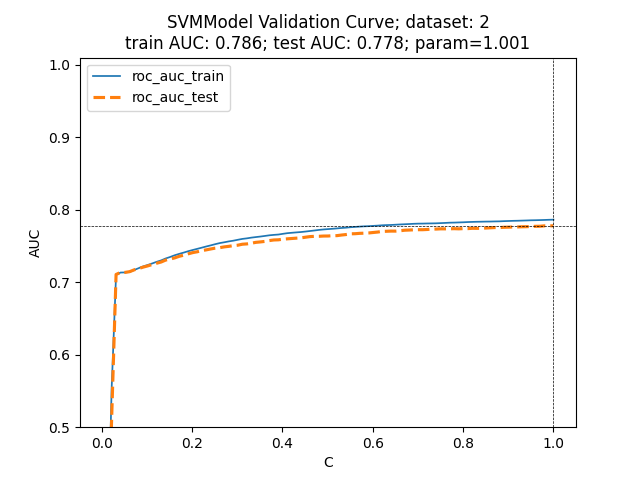 SVMModel Validation Curve; dataset: 2
train AUC: 0.786; test AUC: 0.778; param=1.001
roc_auc_train
roc_auc_test
1.0
0.9
0.8
0.7
0.6
0.5
AUC
0.0 0.2 0.4 0.6 0.8 1.0
C